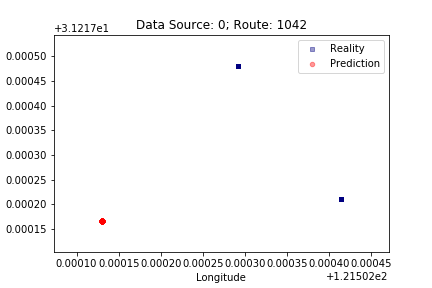 Data Source: 0; Route: 1042
+3.1217e1
Reality
Prediction
0.00050
0.00045
0.00040
0.00035
0.00030
0.00025
0.00020
0.00015
0.00010 0.00015 0.00020 0.00025 0.00030 0.00035 0.00040 0.00045
Longitude
+1.21502e2